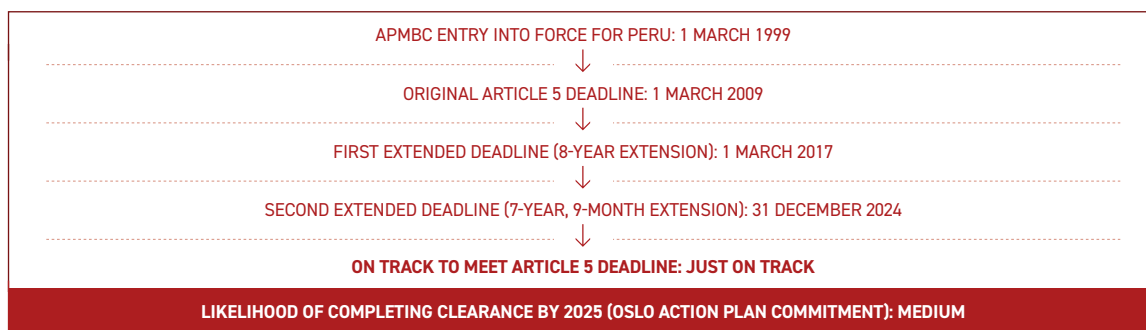 APMBC ENTRY INTO FORCE FOR PERU: 1 MARCH 1999
ORIGINAL ARTICLE 5 DEADLINE: 1 MARCH 2009
FIRST EXTENDED DEADLINE (8-YEAR EXTENSION): 1 MARCH 2017
SECOND EXTENDED DEADLINE (7-YEAR, 9-MONTH EXTENSION): 31 DECEMBER 2024
ON TRACK TO MEET ARTICLE 5 DEADLINE: JUST ON TRACK
LIKELIHOOD OF COMPLETING CLEARANCE BY 2025 (OSLO ACTION PLAN COMMITMENT): MEDIUM